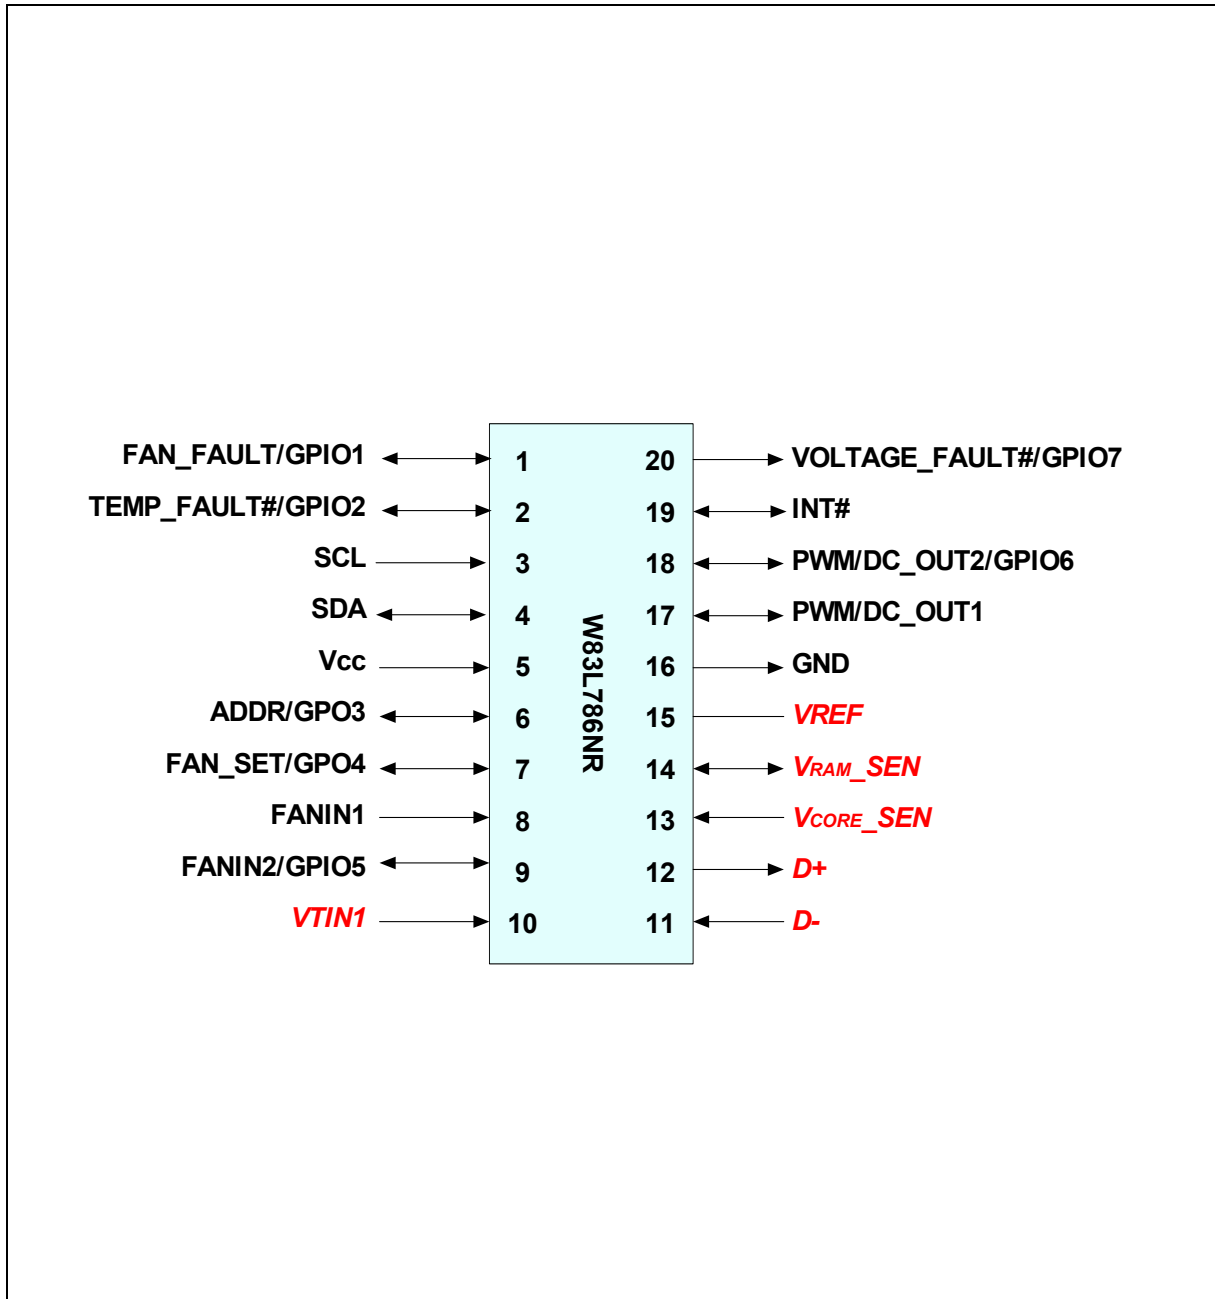 FAN_FAULT/GPIO1 1 20 VOLTAGE_FAULT#/GPIO7
TEMP_FAULT#/GPIO2 2 19 INT#
SCL 3 18 PWM/DC_OUT2/GPIO6
SDA 4 17 PWM/DC_OUT1
Vcc 5 16 GND
ADDR/GPO3 6 15 VREF
FAN_SET/GPO4 7 14 VRAM_SEN
FANIN1 8 13 VCORE_SEN
FANIN2/GPIO5 9 12 D+
VTIN1 10 11 D-
W83L786NR